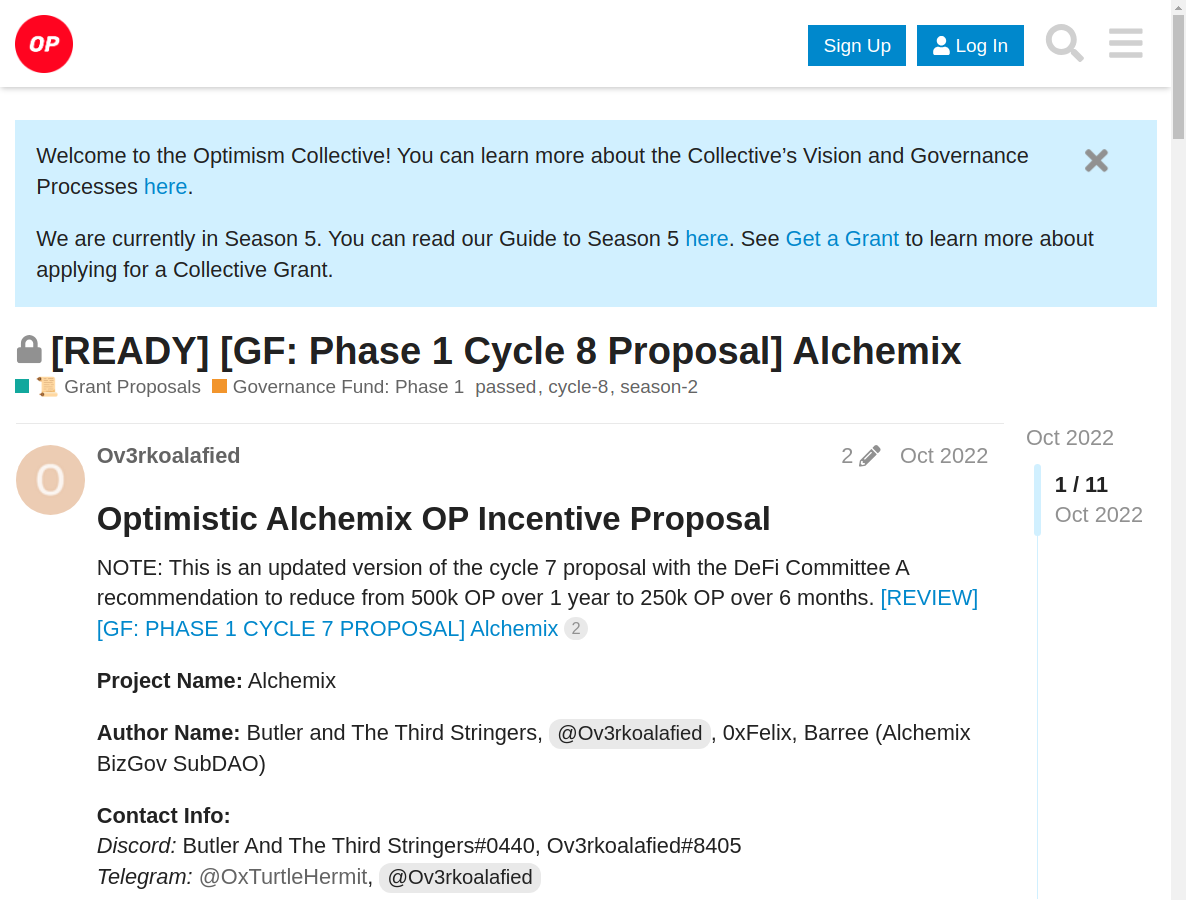 OP
Sign Up
Log In
Welcome to the Optimism Collective! You can learn more about the Collective’s Vision and Governance
Processes here.
We are currently in Season 5. You can read our Guide to Season 5 here. See Get a Grant to learn more about
applying for a Collective Grant.
[READY] [GF: Phase 1 Cycle 8 Proposal] Alchemix
Grant Proposals Governance Fund: Phase 1 passed, cycle-8, season-2
Ov3rkoalafied 2 Oct 2022
Optimistic Alchemix OP Incentive Proposal
NOTE: This is an updated version of the cycle 7 proposal with the DeFi Committee A
recommendation to reduce from 500k OP over 1 year to 250k OP over 6 months. [REVIEW]
[GF: PHASE 1 CYCLE 7 PROPOSAL] Alchemix 2
Project Name: Alchemix
Author Name: Butler and The Third Stringers, @Ov3rkoalafied, 0xFelix, Barree (Alchemix
BizGov SubDAO)
Contact Info:
Discord: Butler And The Third Stringers#0440, Ov3rkoalafied#8405
Telegram: @OxTurtleHermit, @Ov3rkoalafied
Oct 2022
1 / 11
Oct 2022
O